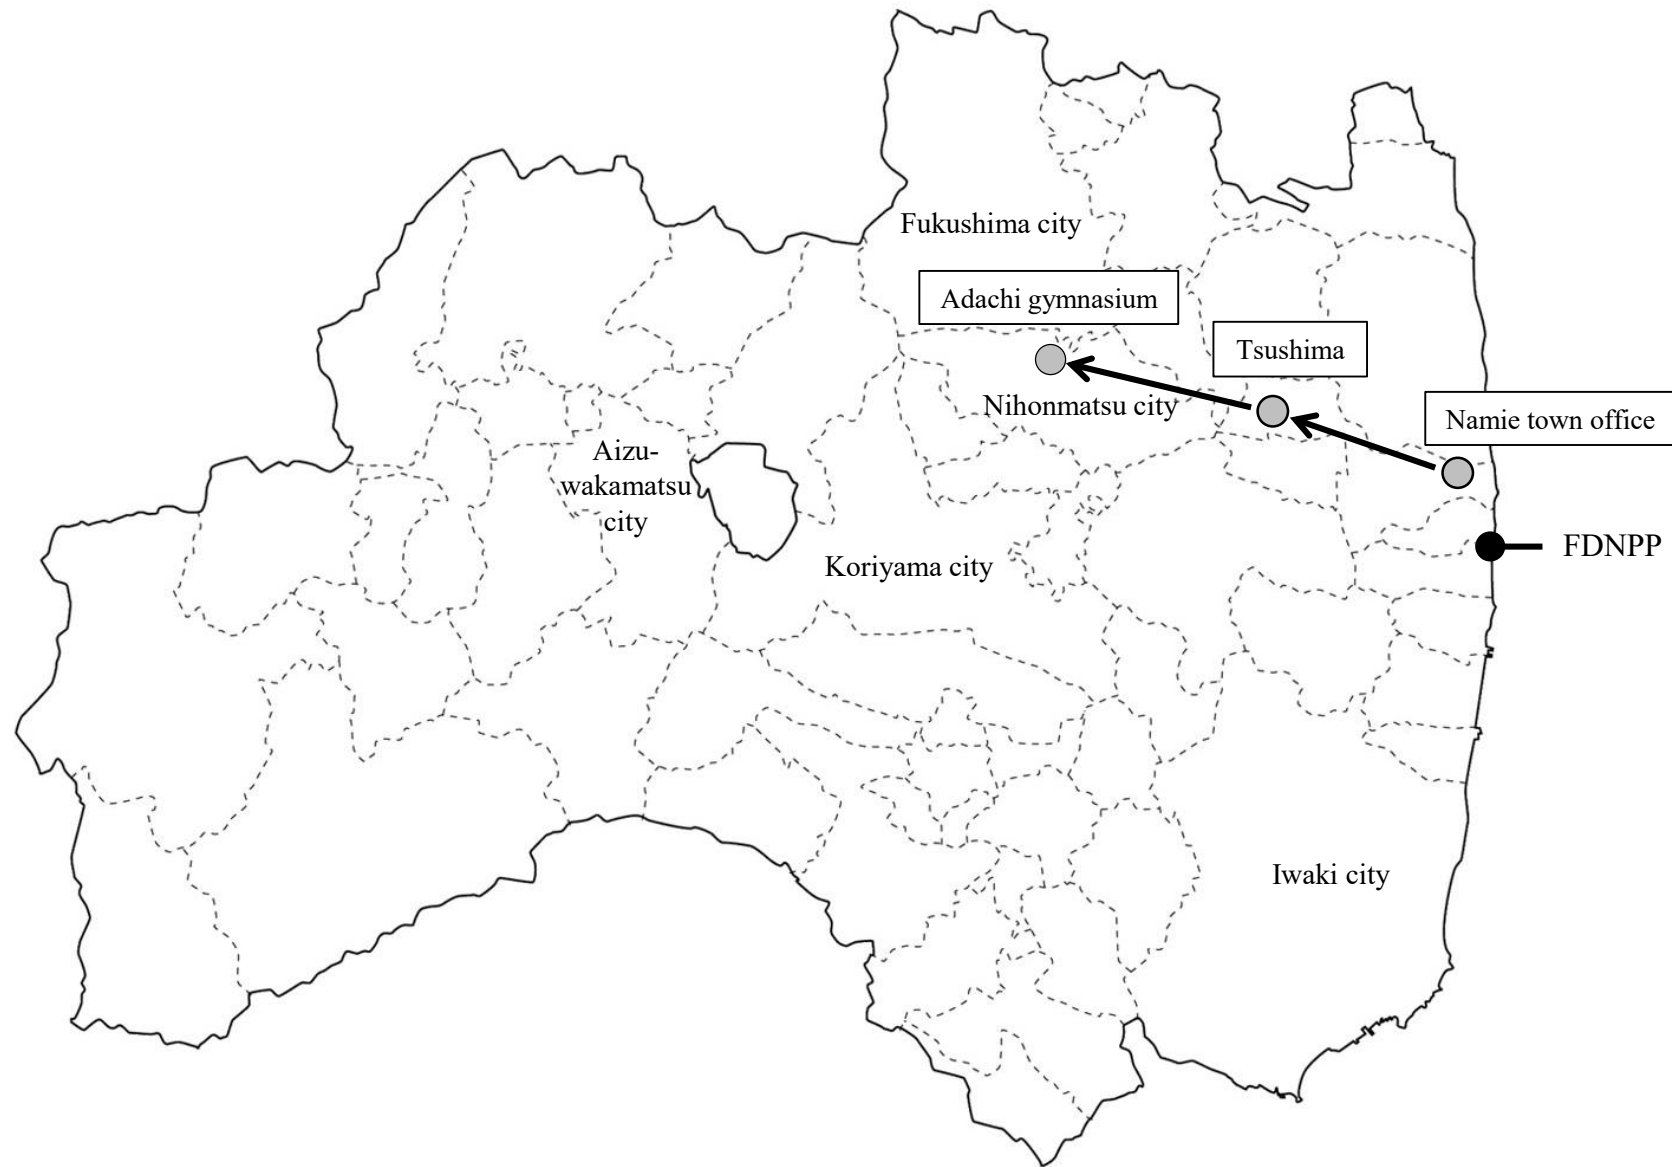 Fukushima city
Adachi gymnasium
Tsushima
Nihonmatsu city
Namie town office
Aizu-
wakamatsu
city
FDNPP
Koriyama city
Iwaki city